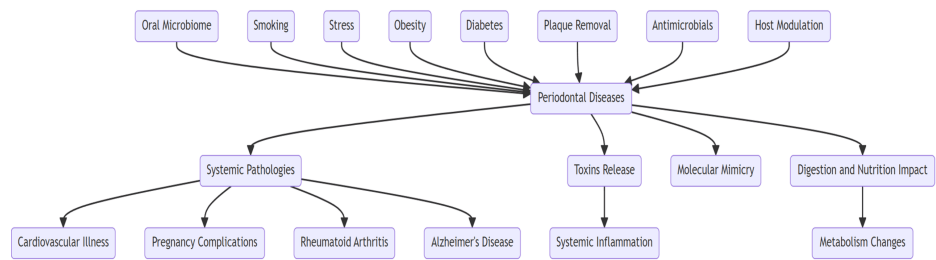 Oral Microbiome
Smoking
Stress
Obesity
Diabetes
Plaque Removal
Antimicrobials
Host Modulation
Periodontal Diseases
Systemic Pathologies
Toxins Release
Molecular Mimicry
Digestion and Nutrition Impact
Cardiovascular Illness
Pregnancy Complications
Rheumatoid Arthritis
Alzheimer's Disease
Systemic Inflammation
Metabolism Changes